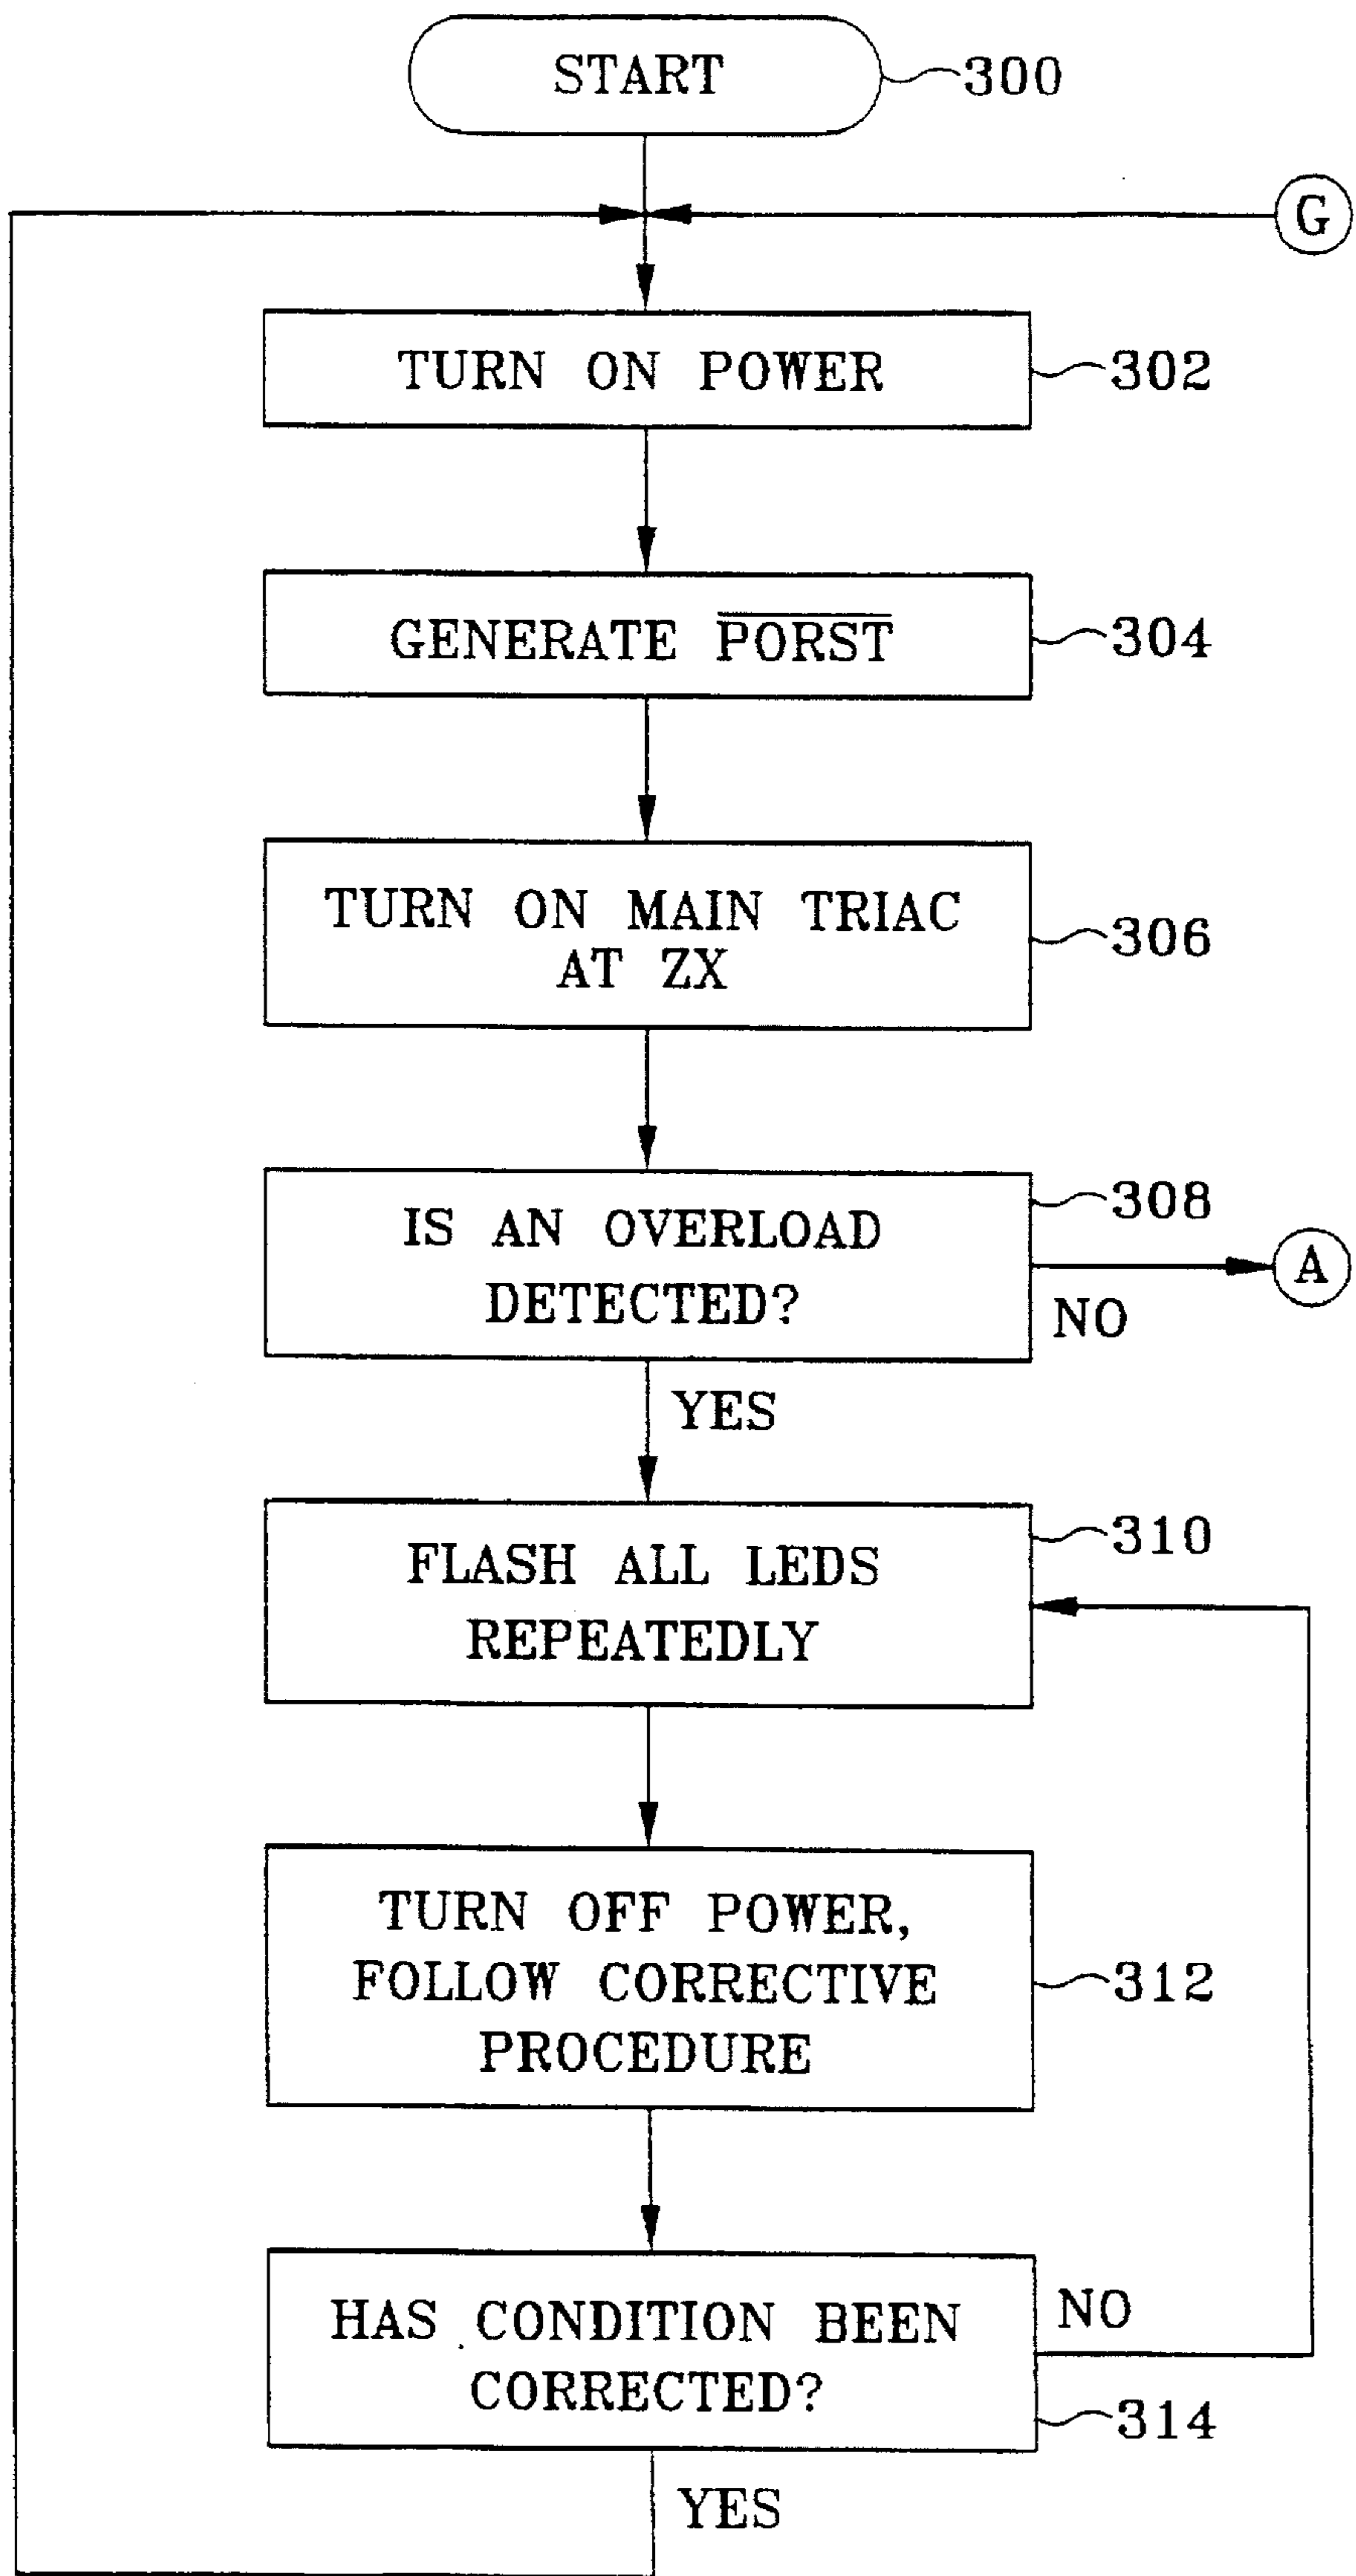 START
300
G
TURN ON POWER
302
GENERATE P̅O̅R̅S̅T̅
304
TURN ON MAIN TRIAC
AT ZX
306
IS AN OVERLOAD
DETECTED?
308
A
NO
YES
FLASH ALL LEDS
REPEATEDLY
310
TURN OFF POWER,
FOLLOW CORRECTIVE
PROCEDURE
312
HAS CONDITION BEEN
CORRECTED?
NO
314
YES